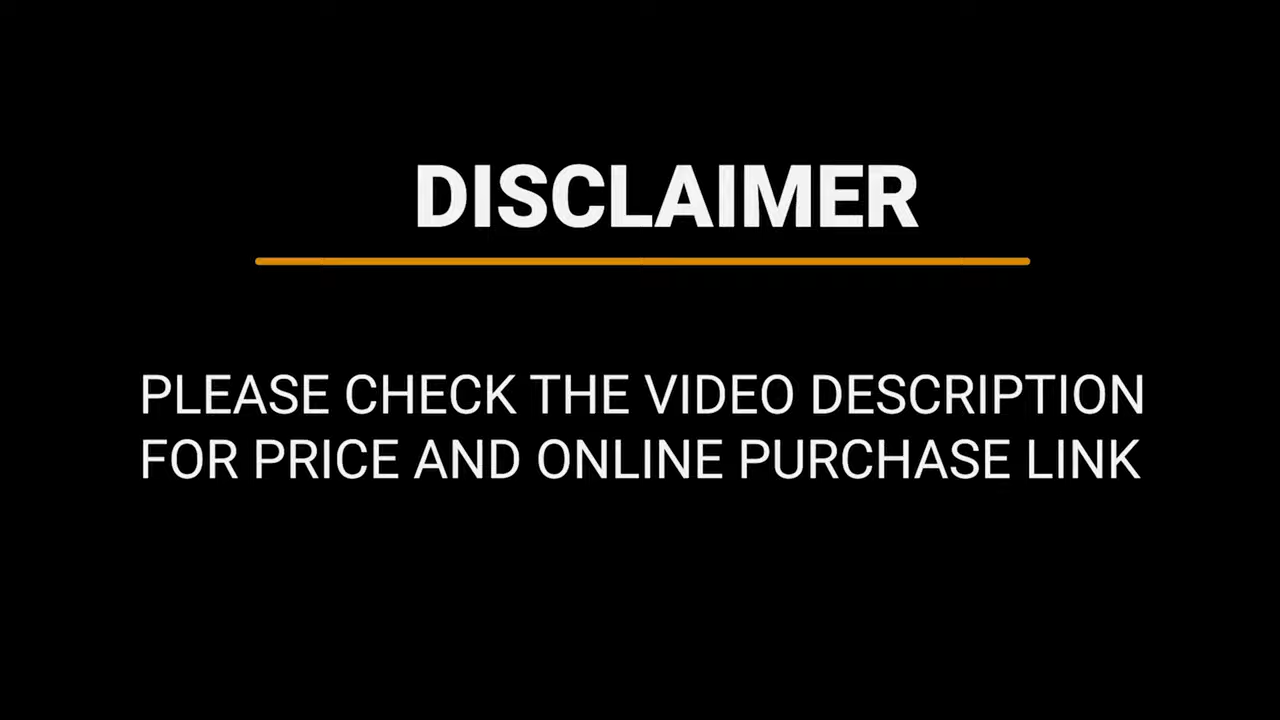 DISCLAIMER
PLEASE CHECK THE VIDEO DESCRIPTION
FOR PRICE AND ONLINE PURCHASE LINK